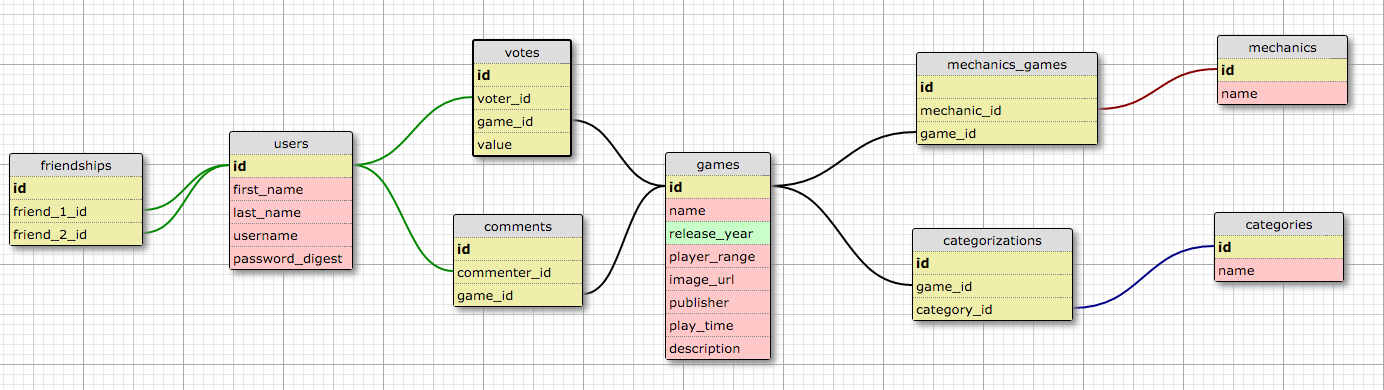 friendships
id
friend_1_id
friend_2_id
users
id
first_name
last_name
username
password_digest
votes
id
voter_id
game_id
value
comments
id
commenter_id
game_id
games
id
name
release_year
player_range
image_url
publisher
play_time
description
mechanics_games
id
mechanic_id
game_id
categorizations
id
game_id
category_id
mechanics
id
name
categories
id
name